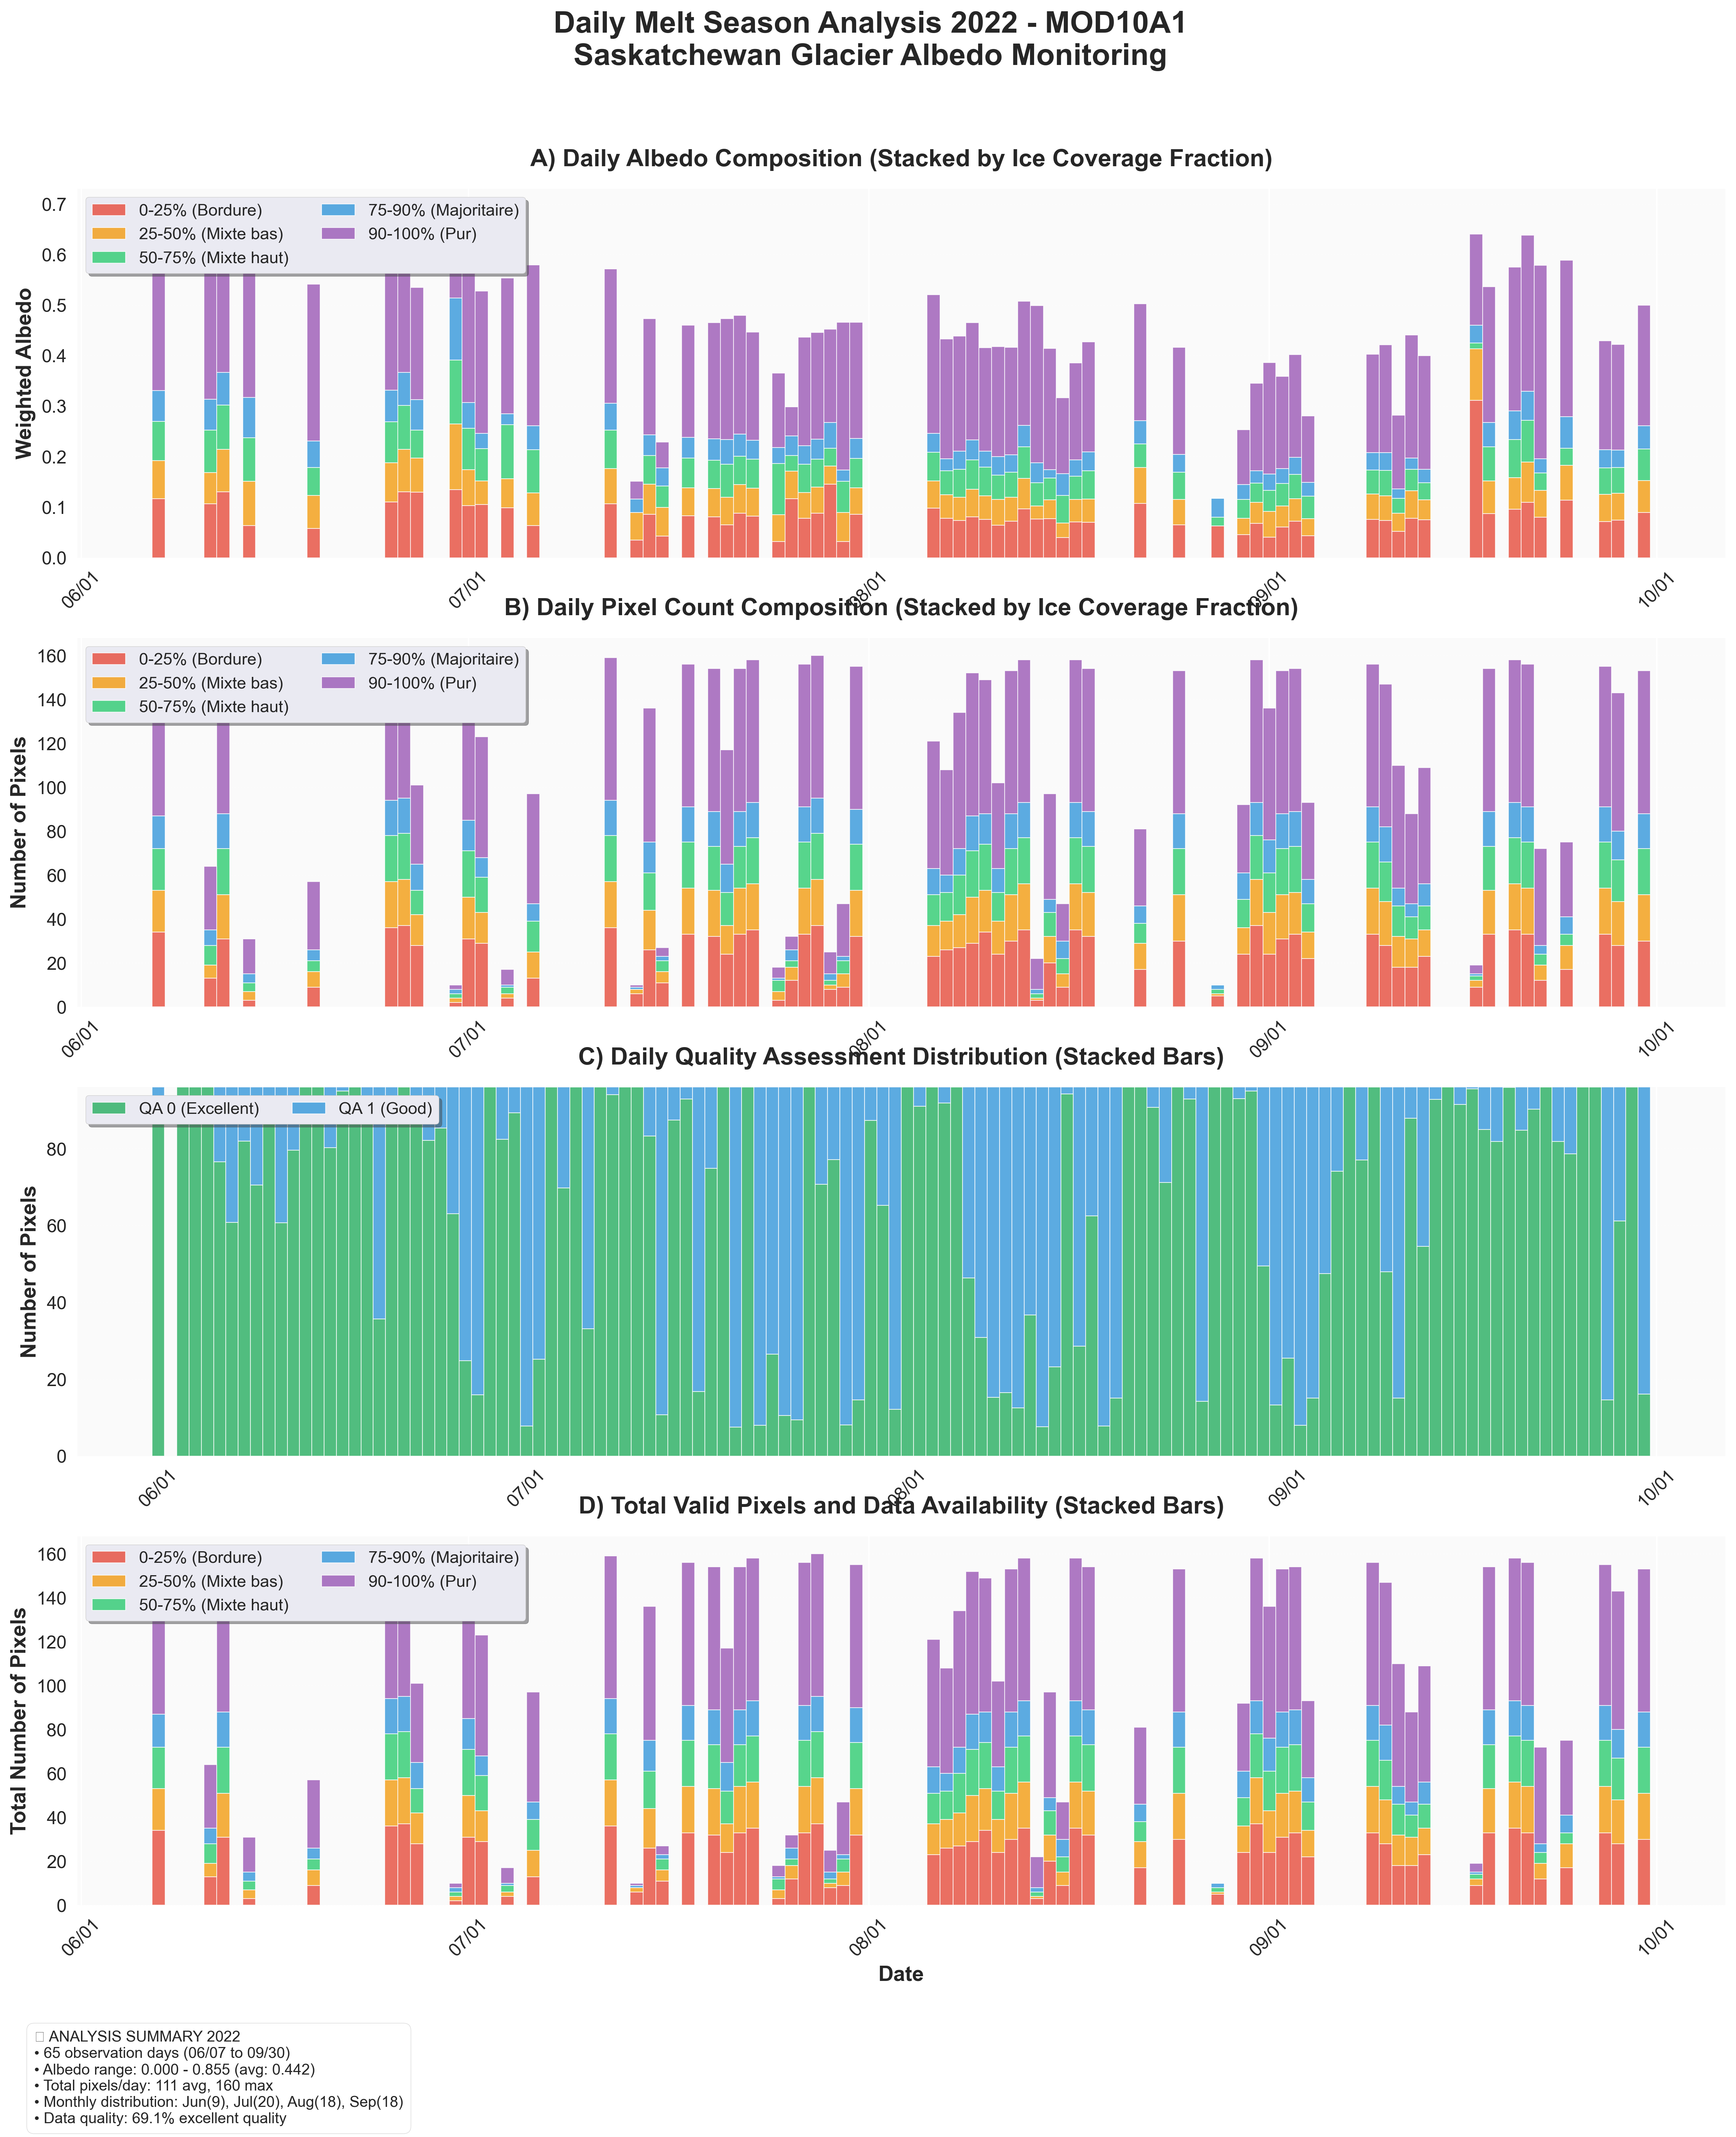 Daily Melt Season Analysis 2022 - MOD10A1
Saskatchewan Glacier Albedo Monitoring
A) Daily Albedo Composition (Stacked by Ice Coverage Fraction)
Weighted Albedo
0.7
0.6
0.5
0.4
0.3
0.2
0.1
0.0
0-25% (Bordure)
25-50% (Mixte bas)
50-75% (Mixte haut)
75-90% (Majoritaire)
90-100% (Pur)
06/01
07/01
08/01
09/01
10/01
B) Daily Pixel Count Composition (Stacked by Ice Coverage Fraction)
Number of Pixels
160
140
120
100
80
60
40
20
0
0-25% (Bordure)
25-50% (Mixte bas)
50-75% (Mixte haut)
75-90% (Majoritaire)
90-100% (Pur)
06/01
07/01
08/01
09/01
10/01
C) Daily Quality Assessment Distribution (Stacked Bars)
Number of Pixels
80
60
40
20
0
QA 0 (Excellent)
QA 1 (Good)
06/01
07/01
08/01
09/01
10/01
D) Total Valid Pixels and Data Availability (Stacked Bars)
Total Number of Pixels
160
140
120
100
80
60
40
20
0
0-25% (Bordure)
25-50% (Mixte bas)
50-75% (Mixte haut)
75-90% (Majoritaire)
90-100% (Pur)
06/01
07/01
08/01
09/01
10/01
Date
ANALYSIS SUMMARY 2022
• 65 observation days (06/07 to 09/30)
• Albedo range: 0.000 - 0.855 (avg: 0.442)
• Total pixels/day: 111 avg, 160 max
• Monthly distribution: Jun(9), Jul(20), Aug(18), Sep(18)
• Data quality: 69.1% excellent quality